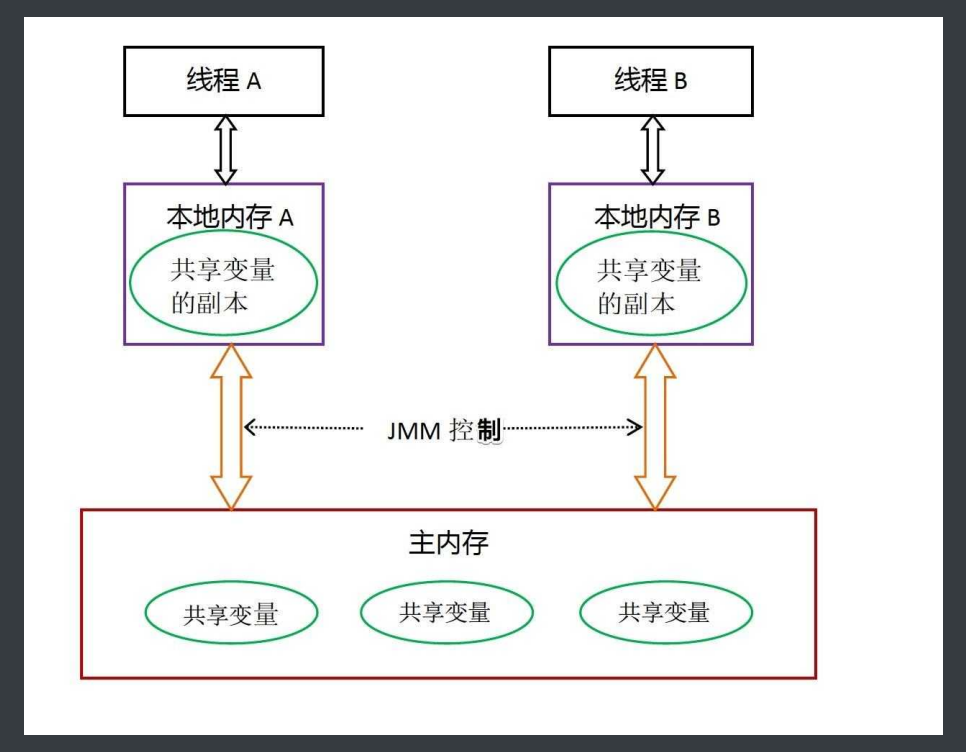 线程 A
线程 B
本地内存 A
共享变量
的副本
本地内存 B
共享变量
的副本
JMM 控制
主内存
共享变量
共享变量
共享变量